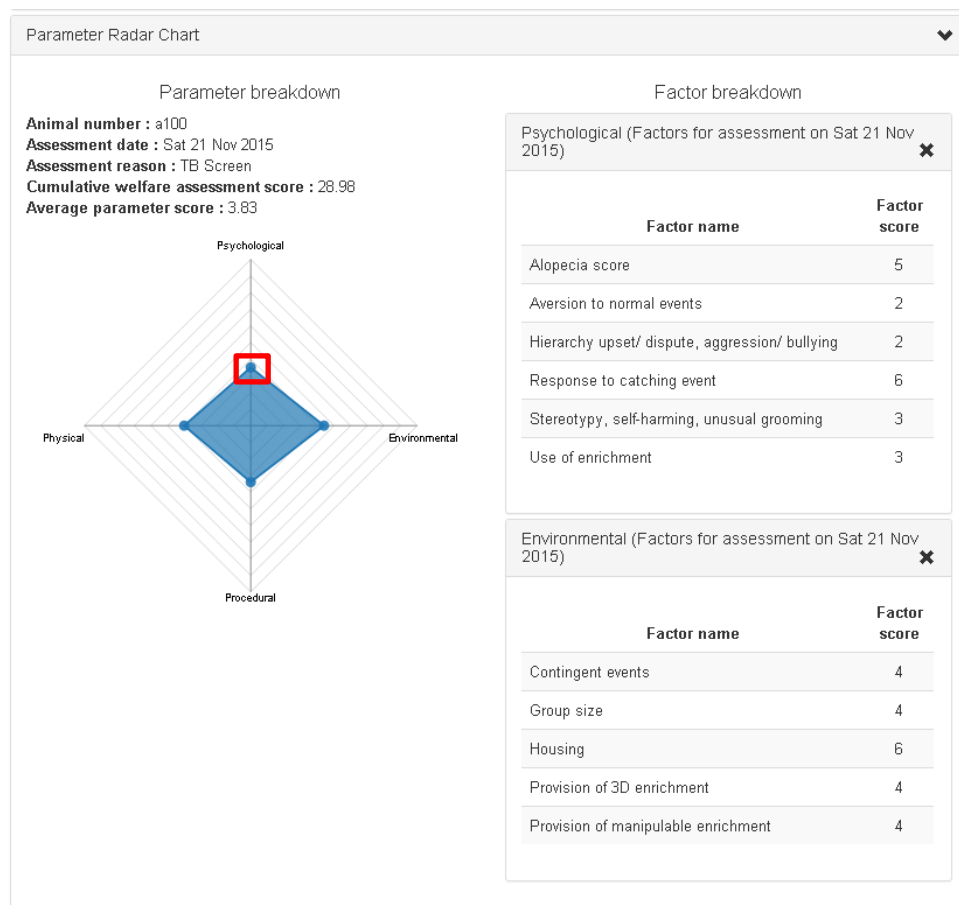 Parameter Radar Chart
Parameter breakdown
Animal number : a100
Assessment date : Sat 21 Nov 2015
Assessment reason : TB Screen
Cumulative welfare assessment score : 28.98
Average parameter score : 3.83
Psychological
Physical
Environmental
Procedural
Factor breakdown
Psychological (Factors for assessment on Sat 21 Nov
2015)
Factor name Factor
score
Alopecia score 5
Aversion to normal events 2
Hierarchy upset/ dispute, aggression/ bullying 2
Response to catching event 6
Stereotypy, self-harming, unusual grooming 3
Use of enrichment 3
Environmental (Factors for assessment on Sat 21 Nov
2015)
Factor name Factor
score
Contingent events 4
Group size 4
Housing 6
Provision of 3D enrichment 4
Provision of manipulable enrichment 4